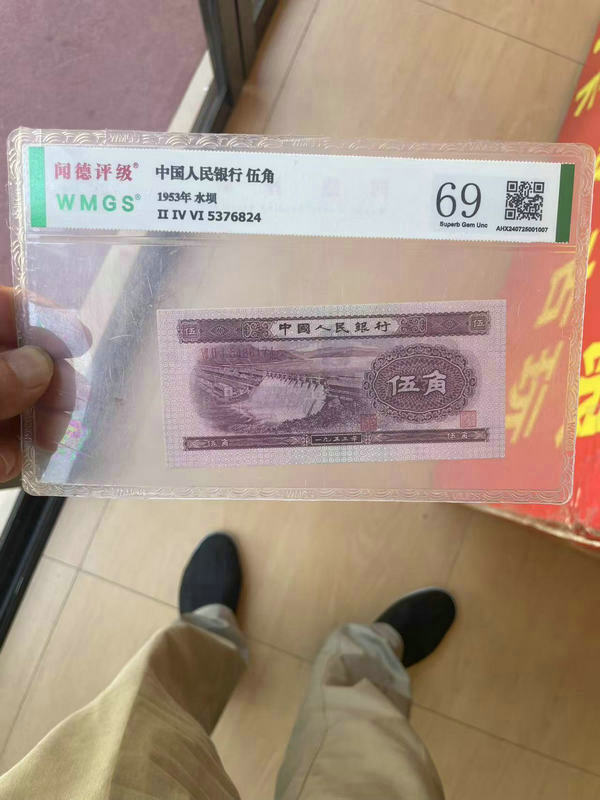 闻德评级®
WMGS®
中国人民银行 伍角
1953年 水坝
II IV VI 5376824
69
Superb Gem Unc
AHX240725001007
伍 中國人民銀行 伍
伍角
伍角 一九五三年 伍角